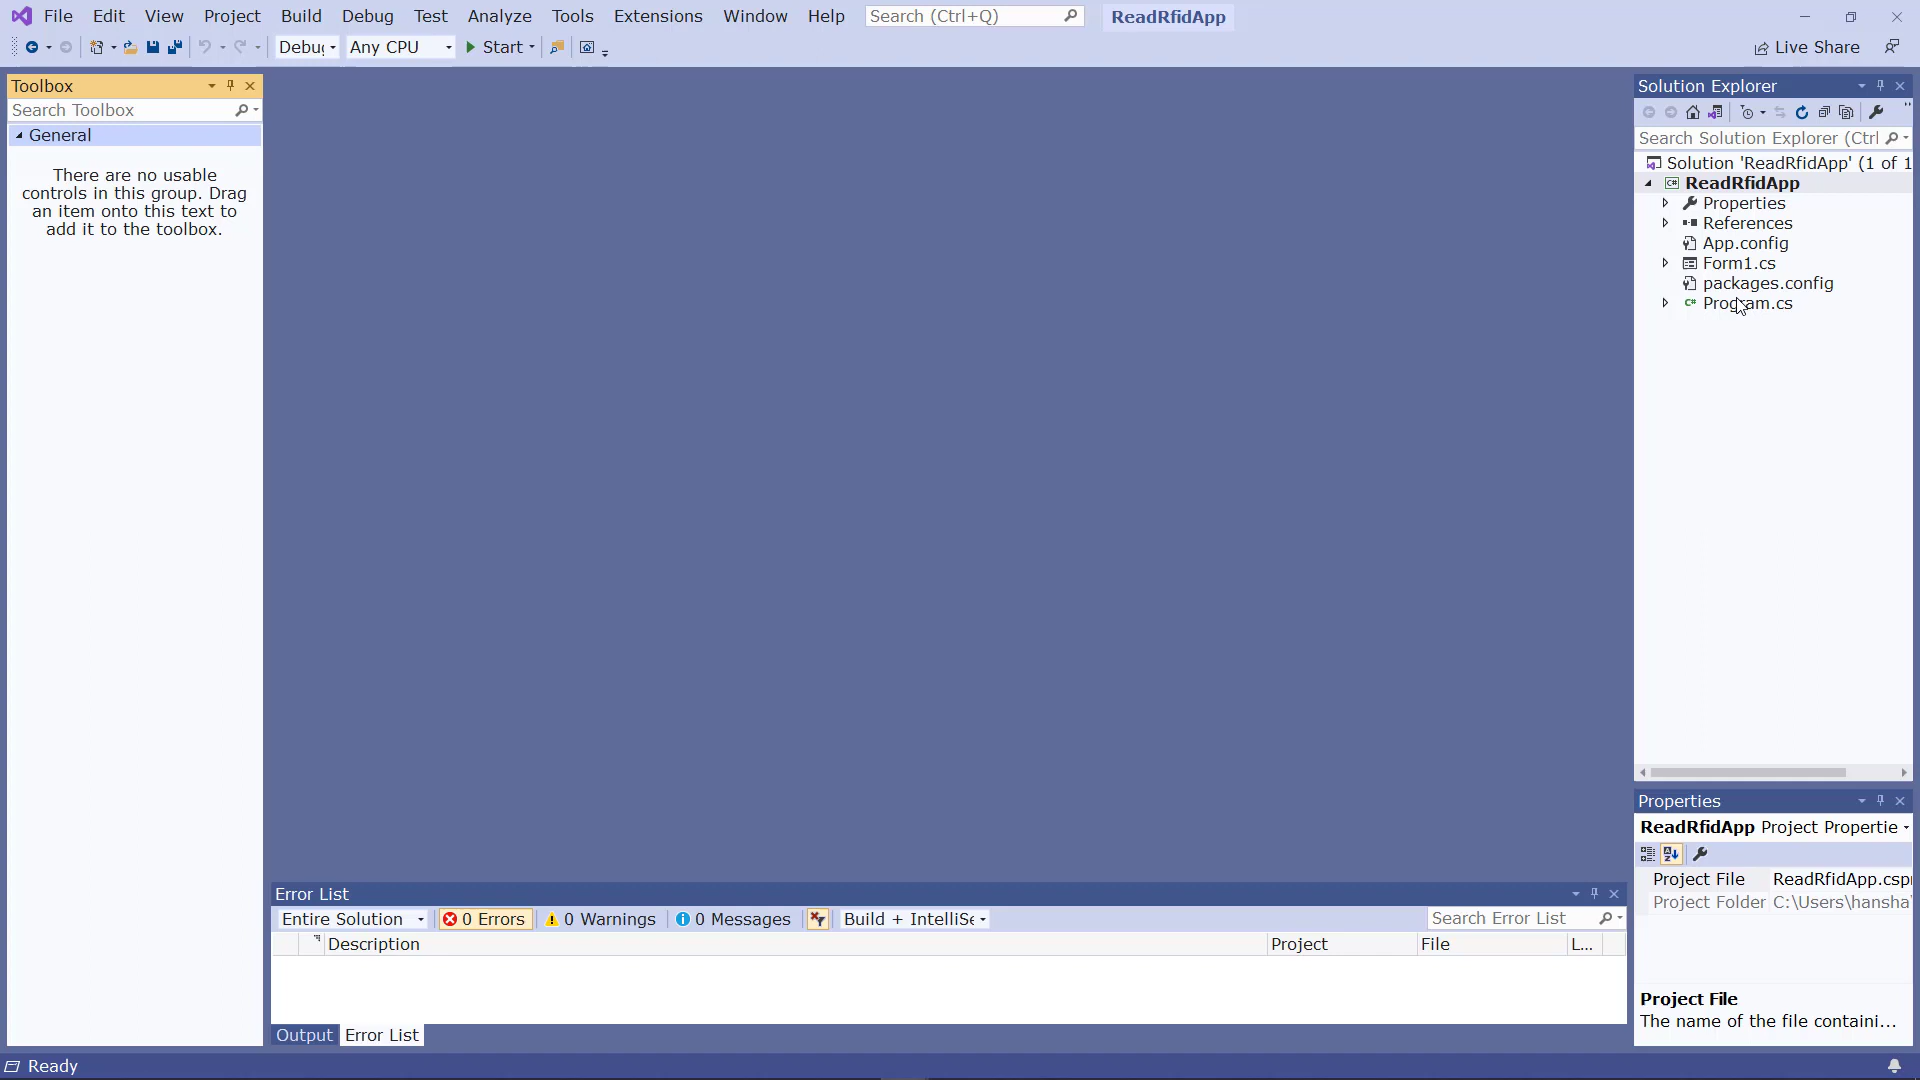 File Edit View Project Build Debug Test Analyze Tools Extensions Window Help Search (Ctrl+Q) ReadRfidApp
Any CPU Start Live Share
Toolbox
Search Toolbox
General
There are no usable
controls in this group. Drag
an item onto this text to
add it to the toolbox.
Solution Explorer
Search Solution Explorer (Ctrl
Solution 'ReadRfidApp' (1 of 1
ReadRfidApp
Properties
References
App.config
Form1.cs
packages.config
Program.cs
Properties
ReadRfidApp Project Propertie
Project File ReadRfidApp.csp
Project Folder C:\Users\hansha
Project File
The name of the file containi...
Error List
Entire Solution 0 Errors 0 Warnings 0 Messages Build + IntelliSe Search Error List
Description Project File L...
Output Error List
Ready